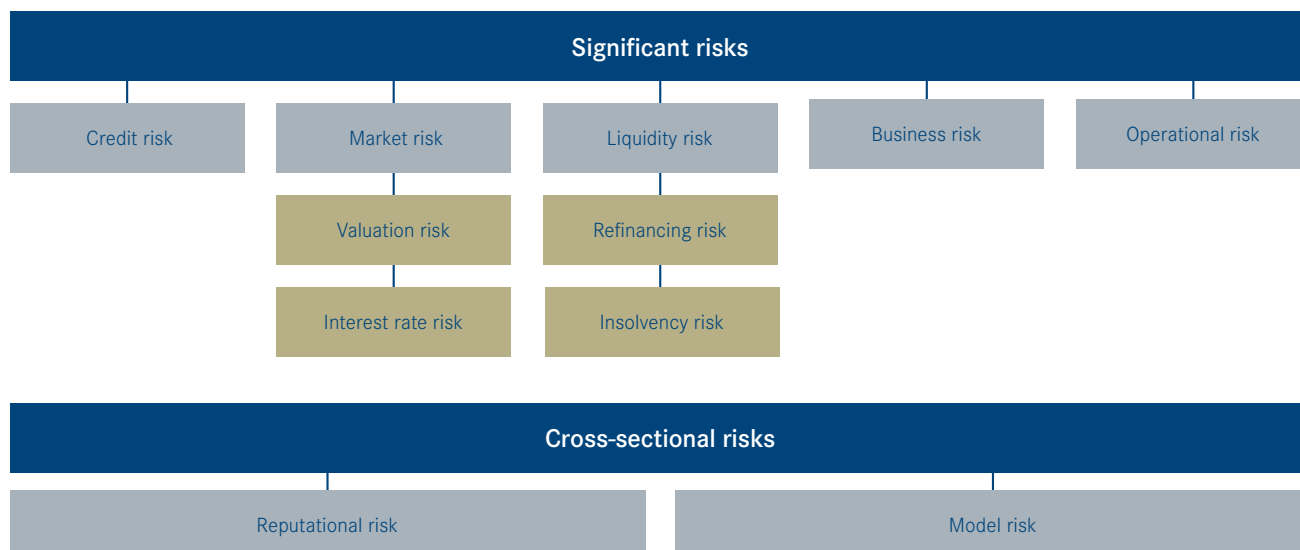 Significant risks
Credit risk
Market risk
Liquidity risk
Business risk
Operational risk
Valuation risk
Refinancing risk
Interest rate risk
Insolvency risk
Cross-sectional risks
Reputational risk
Model risk